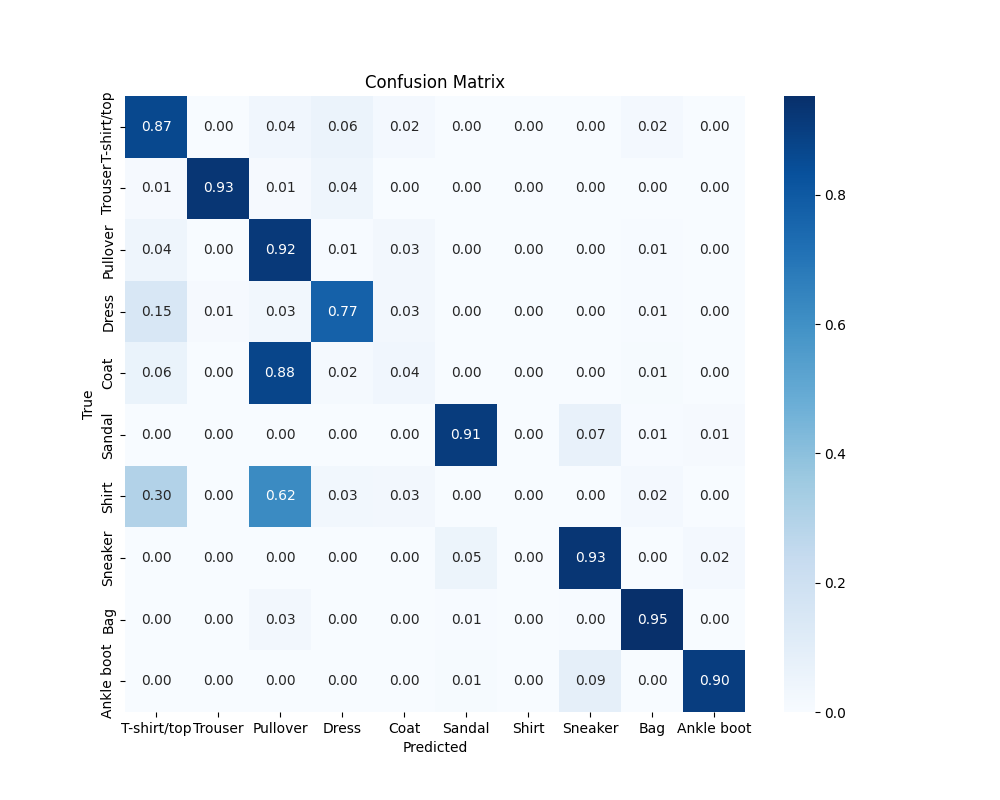 Confusion Matrix
T-shirt/top 0.87 0.00 0.04 0.06 0.02 0.00 0.00 0.00 0.02 0.00
Trouser 0.01 0.93 0.01 0.04 0.00 0.00 0.00 0.00 0.00 0.00
Pullover 0.04 0.00 0.92 0.01 0.03 0.00 0.00 0.00 0.01 0.00
Dress 0.15 0.01 0.03 0.77 0.03 0.00 0.00 0.00 0.01 0.00
Coat 0.06 0.00 0.88 0.02 0.04 0.00 0.00 0.00 0.01 0.00
Sandal 0.00 0.00 0.00 0.00 0.00 0.91 0.00 0.07 0.01 0.01
Shirt 0.30 0.00 0.62 0.03 0.03 0.00 0.00 0.00 0.02 0.00
Sneaker 0.00 0.00 0.00 0.00 0.00 0.05 0.00 0.93 0.00 0.02
Bag 0.00 0.00 0.03 0.00 0.00 0.01 0.00 0.00 0.95 0.00
Ankle boot 0.00 0.00 0.00 0.00 0.00 0.01 0.00 0.09 0.00 0.90
True
T-shirt/top Trouser Pullover Dress Coat Sandal Shirt Sneaker Bag Ankle boot
Predicted
0.8
0.6
0.4
0.2
0.0